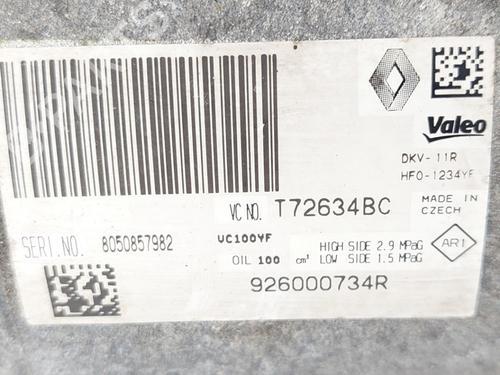 Valeo
DKV-11R
HFO-1234YF
VC NO. T72634BC
MADE IN
CZECH
SERI.NO. 8050857982
VC100YF
HIGH SIDE 2.9 MPaG
OIL 100 cm³ LOW SIDE 1.5 MPaG
AR1
926000734R